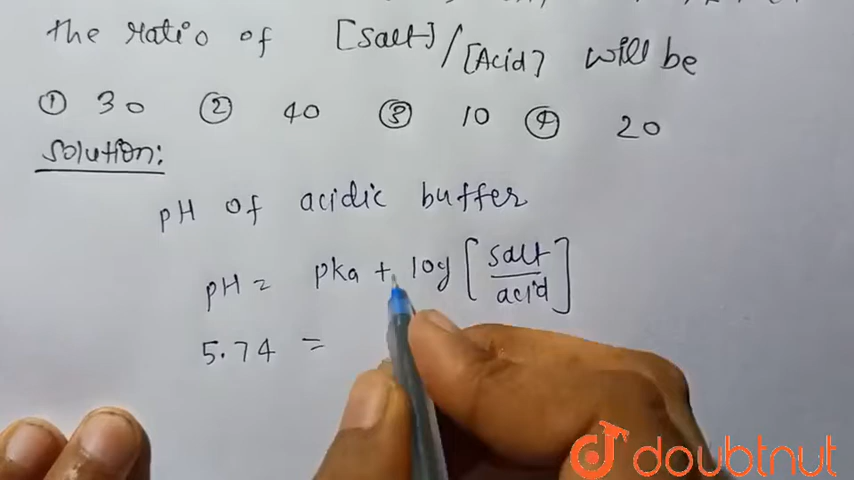 the ratio of [Salt]/[Acid] will be
① 30 ② 40 ③ 10 ④ 20
Solution:
pH of acidic buffer
pH = pka + log [salt/acid]
5.74 =
doubtnut